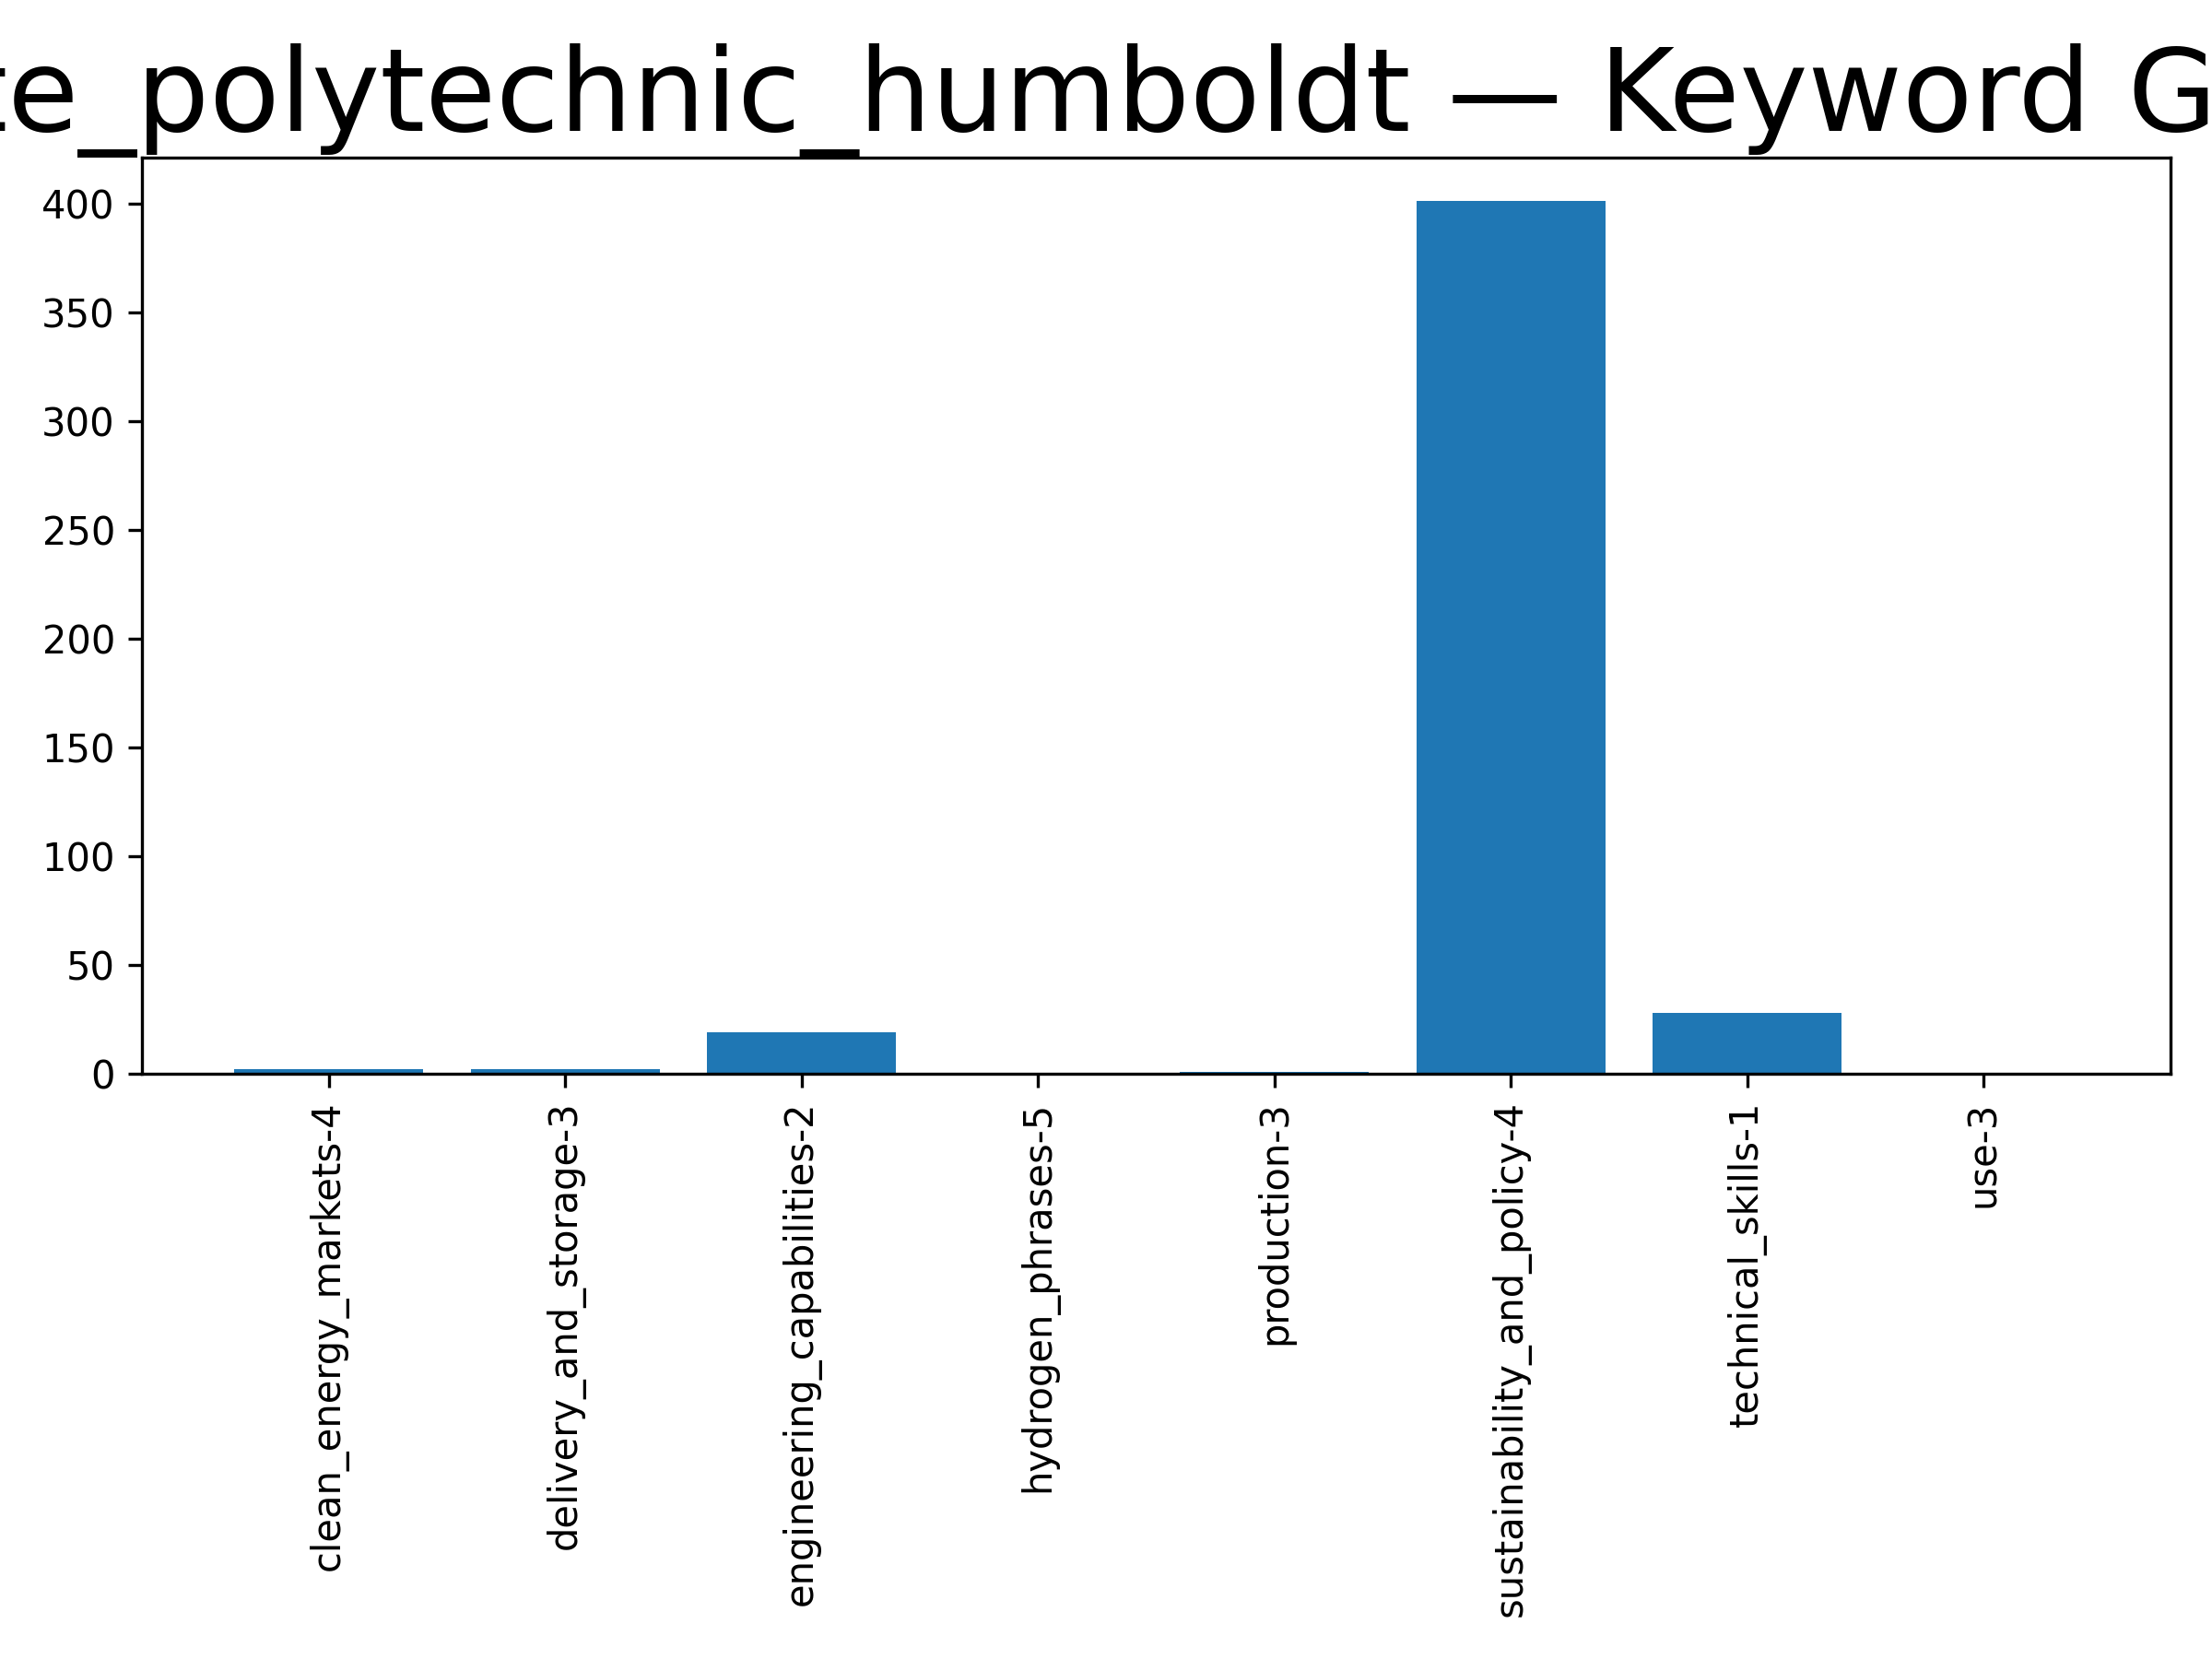 te_polytechnic_humboldt — Keyword G
400
350
300
250
200
150
100
50
0
clean_energy_markets-4
delivery_and_storage-3
engineering_capabilities-2
hydrogen_phrases-5
production-3
sustainability_and_policy-4
technical_skills-1
use-3